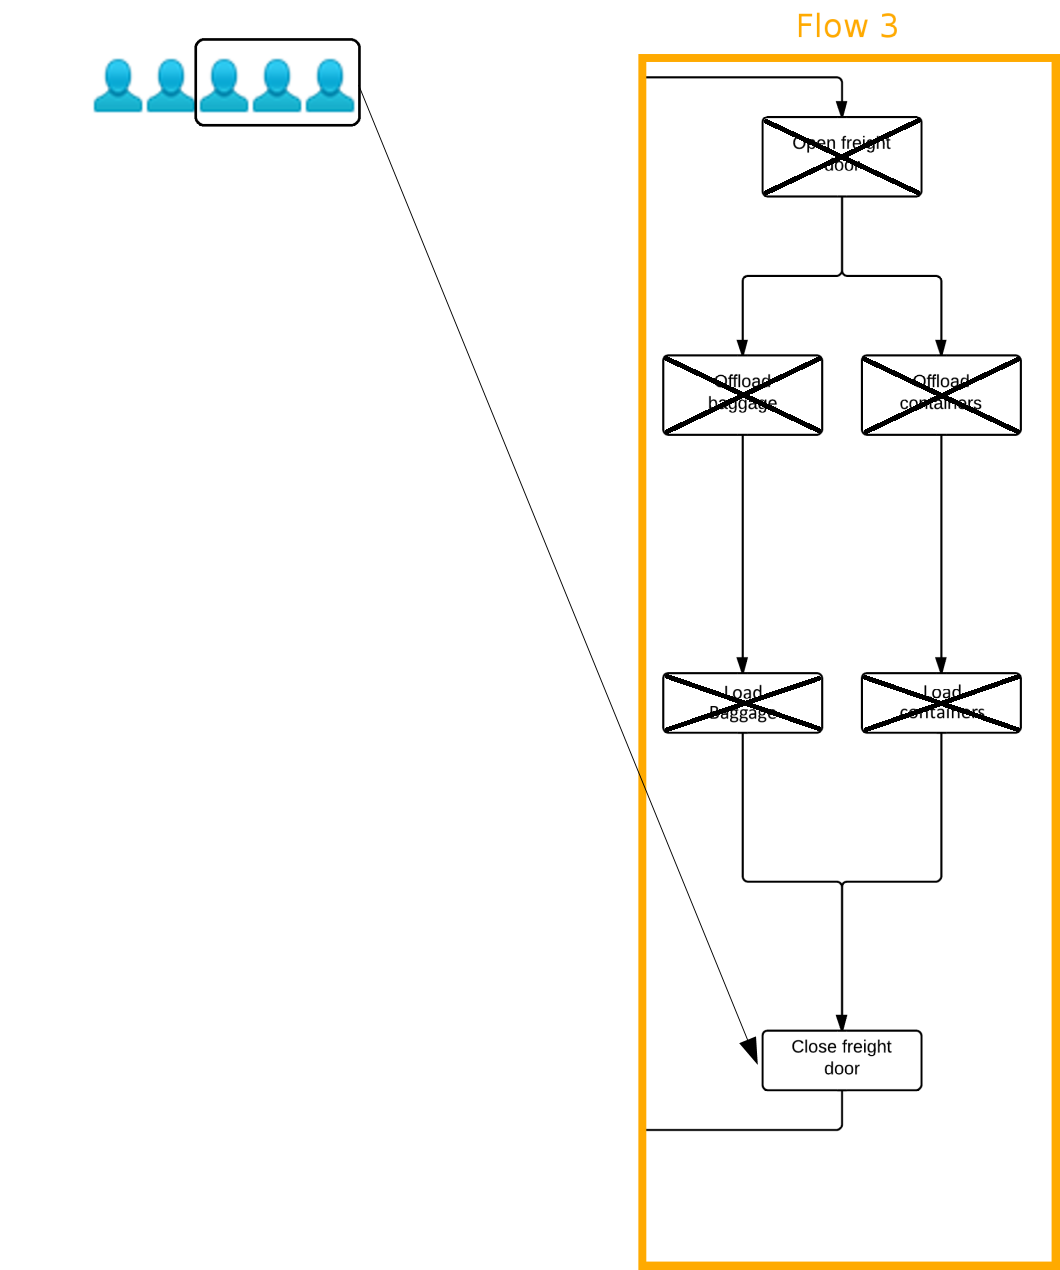 Flow 3
Open freight
door
Offload
baggage
Offload
containers
Load
Baggage
Load
containers
Close freight
door